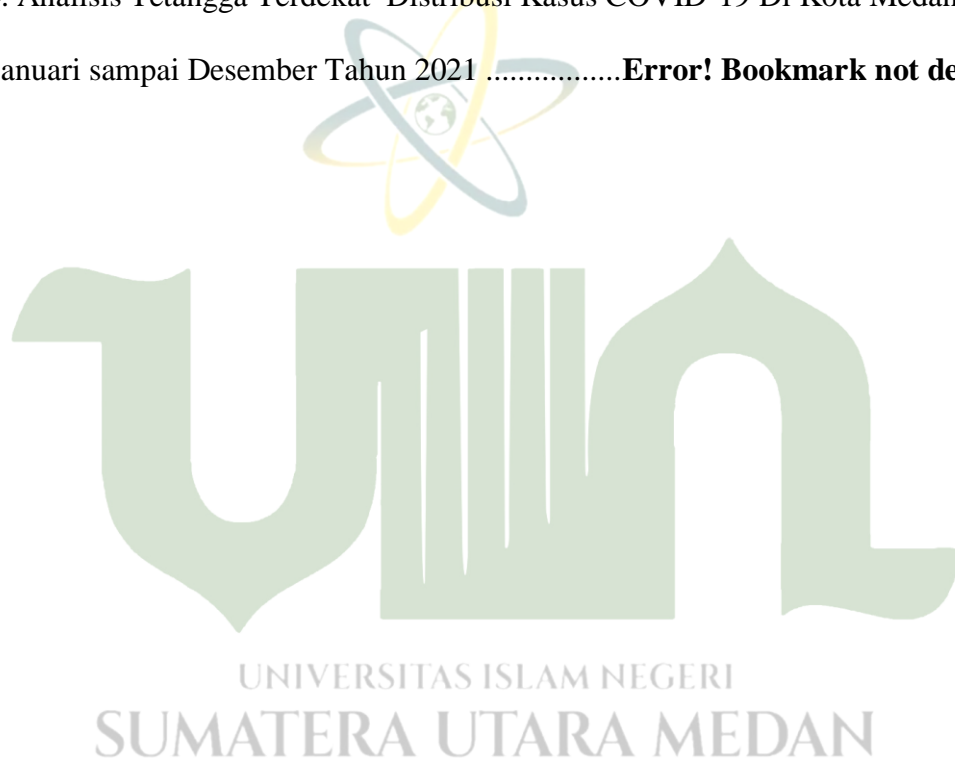 . Analisis Tetangga Terdekat Distribusi Kasus COVID-19 Di Kota Medan
anuari sampai Desember Tahun 2021 .................Error! Bookmark not de
UIN
UNIVERSITAS ISLAM NEGERI
SUMATERA UTARA MEDAN